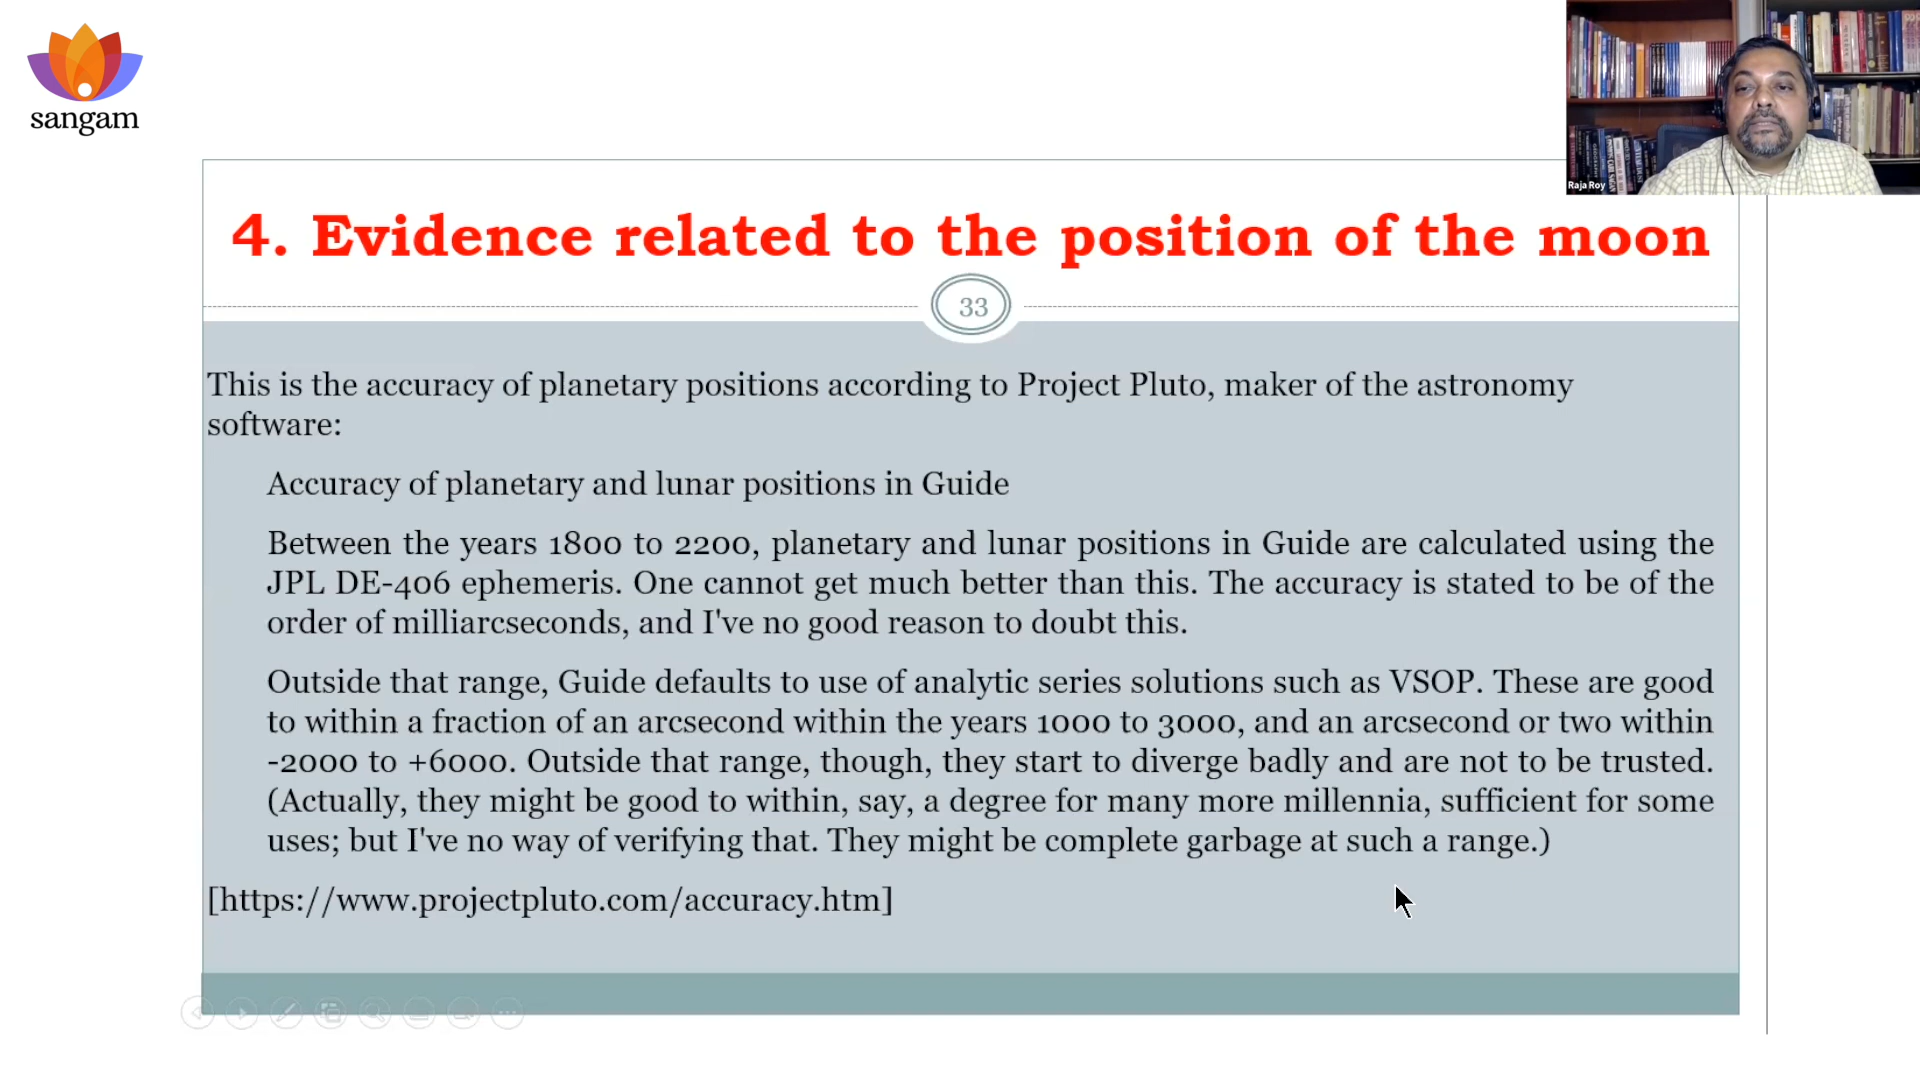 sangam
Raja Roy
4. Evidence related to the position of the moon
33
This is the accuracy of planetary positions according to Project Pluto, maker of the astronomy
software:
Accuracy of planetary and lunar positions in Guide
Between the years 1800 to 2200, planetary and lunar positions in Guide are calculated using the
JPL DE-406 ephemeris. One cannot get much better than this. The accuracy is stated to be of the
order of milliarcseconds, and I've no good reason to doubt this.
Outside that range, Guide defaults to use of analytic series solutions such as VSOP. These are good
to within a fraction of an arcsecond within the years 1000 to 3000, and an arcsecond or two within
-2000 to +6000. Outside that range, though, they start to diverge badly and are not to be trusted.
(Actually, they might be good to within, say, a degree for many more millennia, sufficient for some
uses; but I've no way of verifying that. They might be complete garbage at such a range.)
[https://www.projectpluto.com/accuracy.htm]